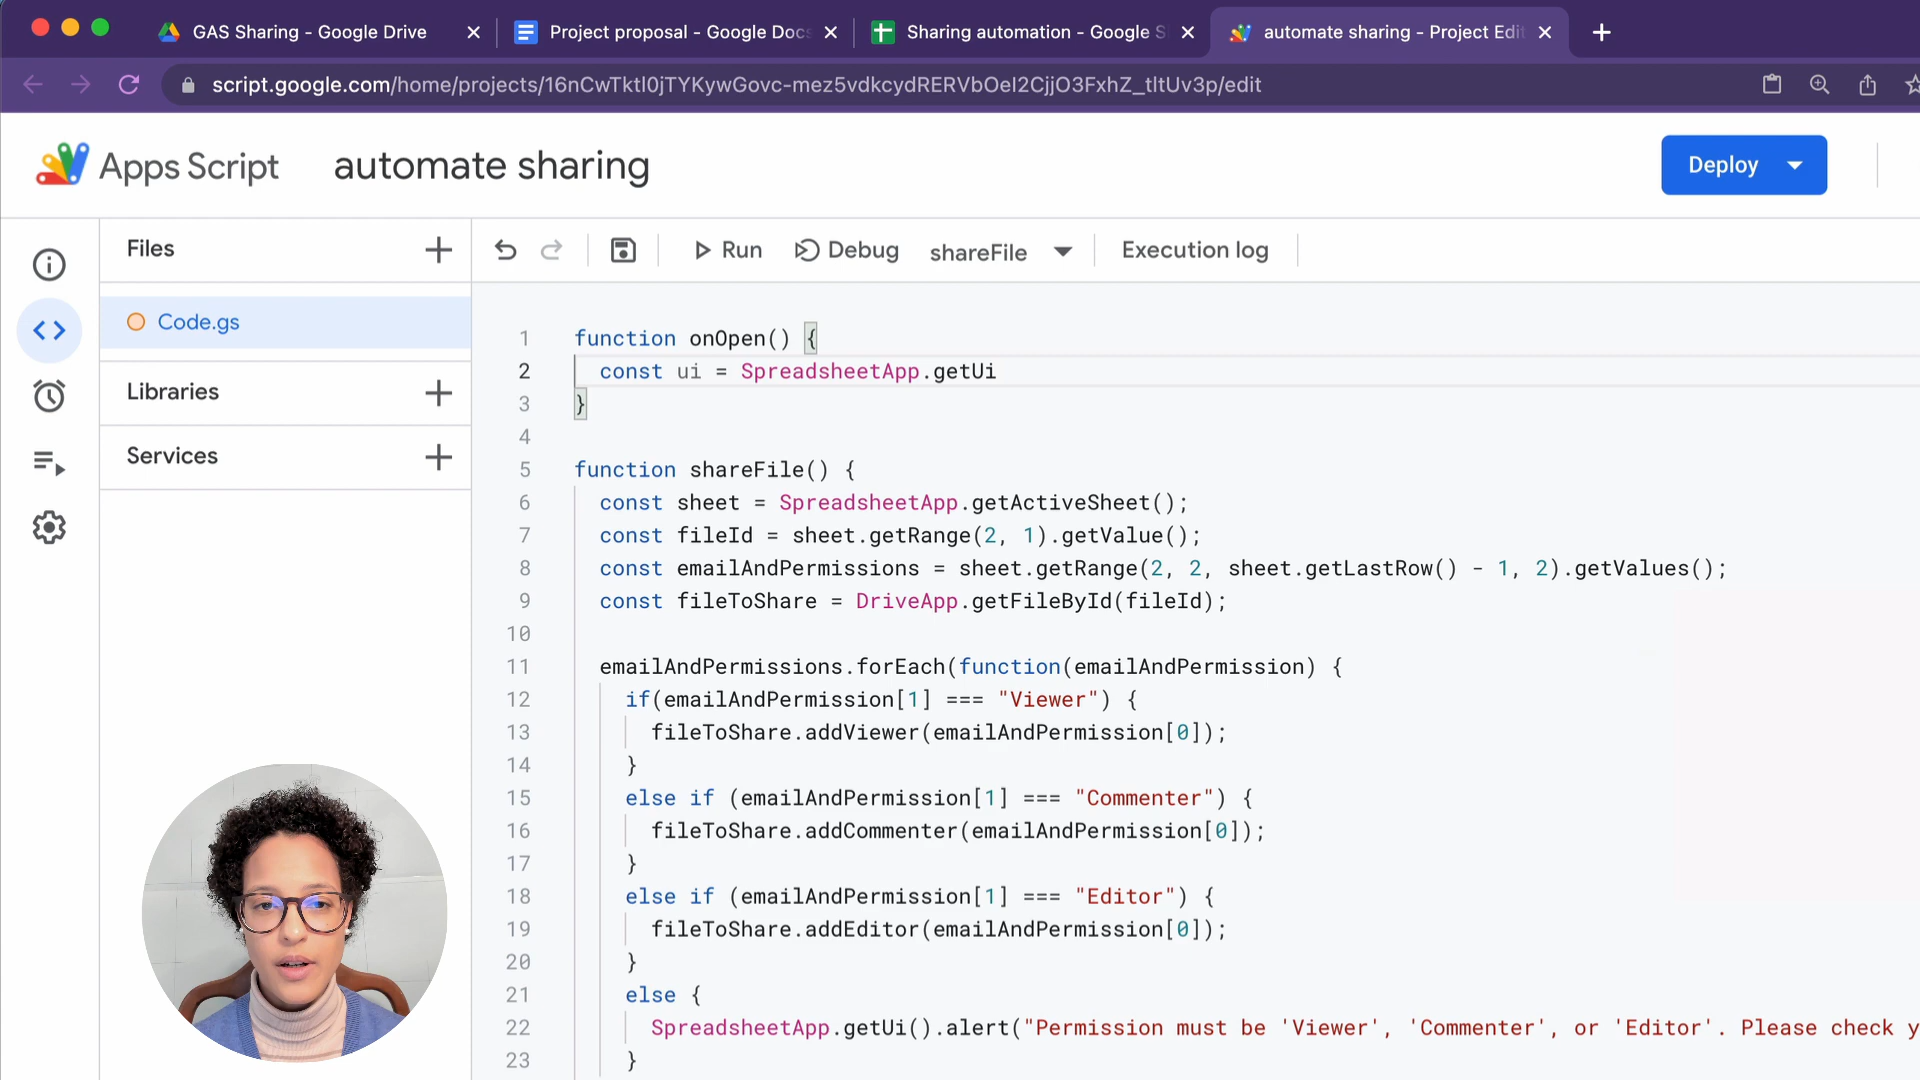 GAS Sharing - Google Drive
Project proposal - Google Docs
Sharing automation - Google S
automate sharing - Project Edit
script.google.com/home/projects/16nCwTktl0jTYKywGovc-mez5vdkcydRERVbOeI2CjjO3FxhZ_tltUv3p/edit
Apps Script
automate sharing
Deploy
Files
Run
Debug
shareFile
Execution log
Code.gs
Libraries
Services
1 function onOpen() {
2 const ui = SpreadsheetApp.getUi
3 }
4
5 function shareFile() {
6 const sheet = SpreadsheetApp.getActiveSheet();
7 const fileId = sheet.getRange(2, 1).getValue();
8 const emailAndPermissions = sheet.getRange(2, 2, sheet.getLastRow() - 1, 2).getValues();
9 const fileToShare = DriveApp.getFileById(fileId);
10
11 emailAndPermissions.forEach(function(emailAndPermission) {
12 if(emailAndPermission[1] === "Viewer") {
13 fileToShare.addViewer(emailAndPermission[0]);
14 }
15 else if (emailAndPermission[1] === "Commenter") {
16 fileToShare.addCommenter(emailAndPermission[0]);
17 }
18 else if (emailAndPermission[1] === "Editor") {
19 fileToShare.addEditor(emailAndPermission[0]);
20 }
21 else {
22 SpreadsheetApp.getUi().alert("Permission must be 'Viewer', 'Commenter', or 'Editor'. Please check y
23 }